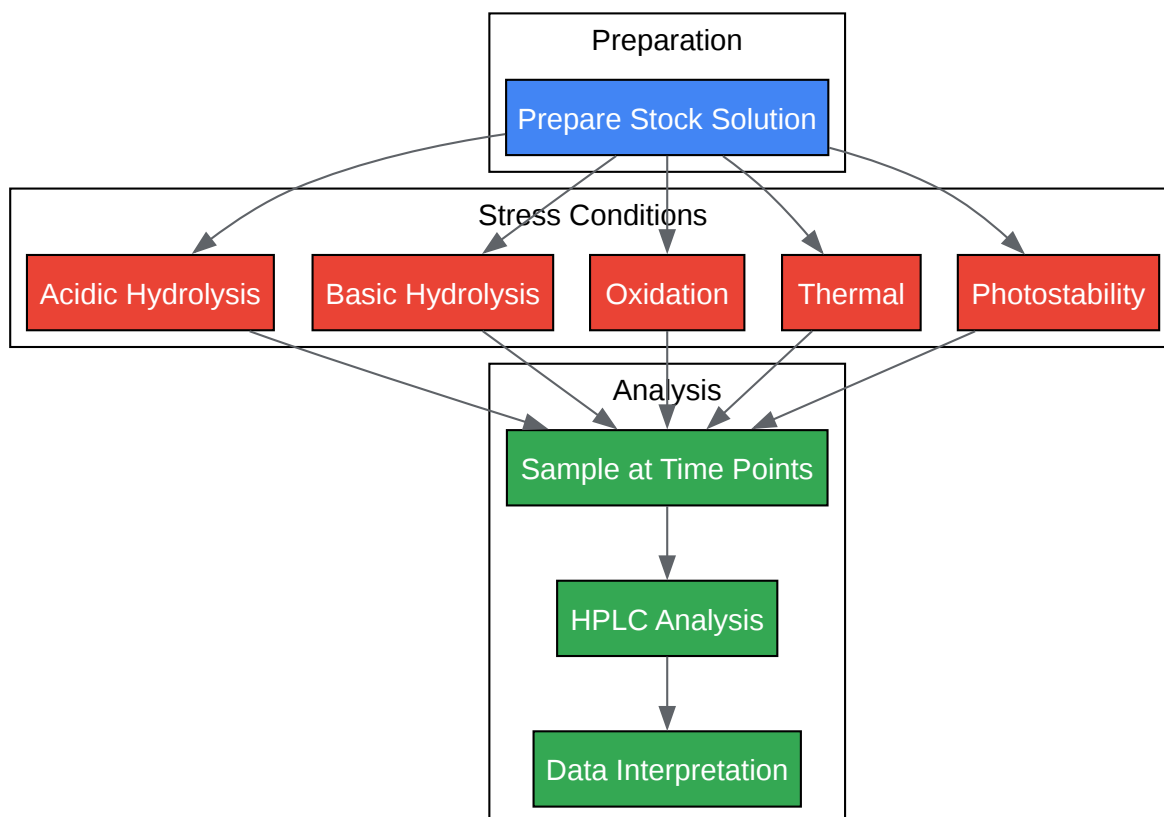 Preparation
Prepare Stock Solution
Stress Conditions
Acidic Hydrolysis
Basic Hydrolysis
Oxidation
Thermal
Photostability
Analysis
Sample at Time Points
HPLC Analysis
Data Interpretation